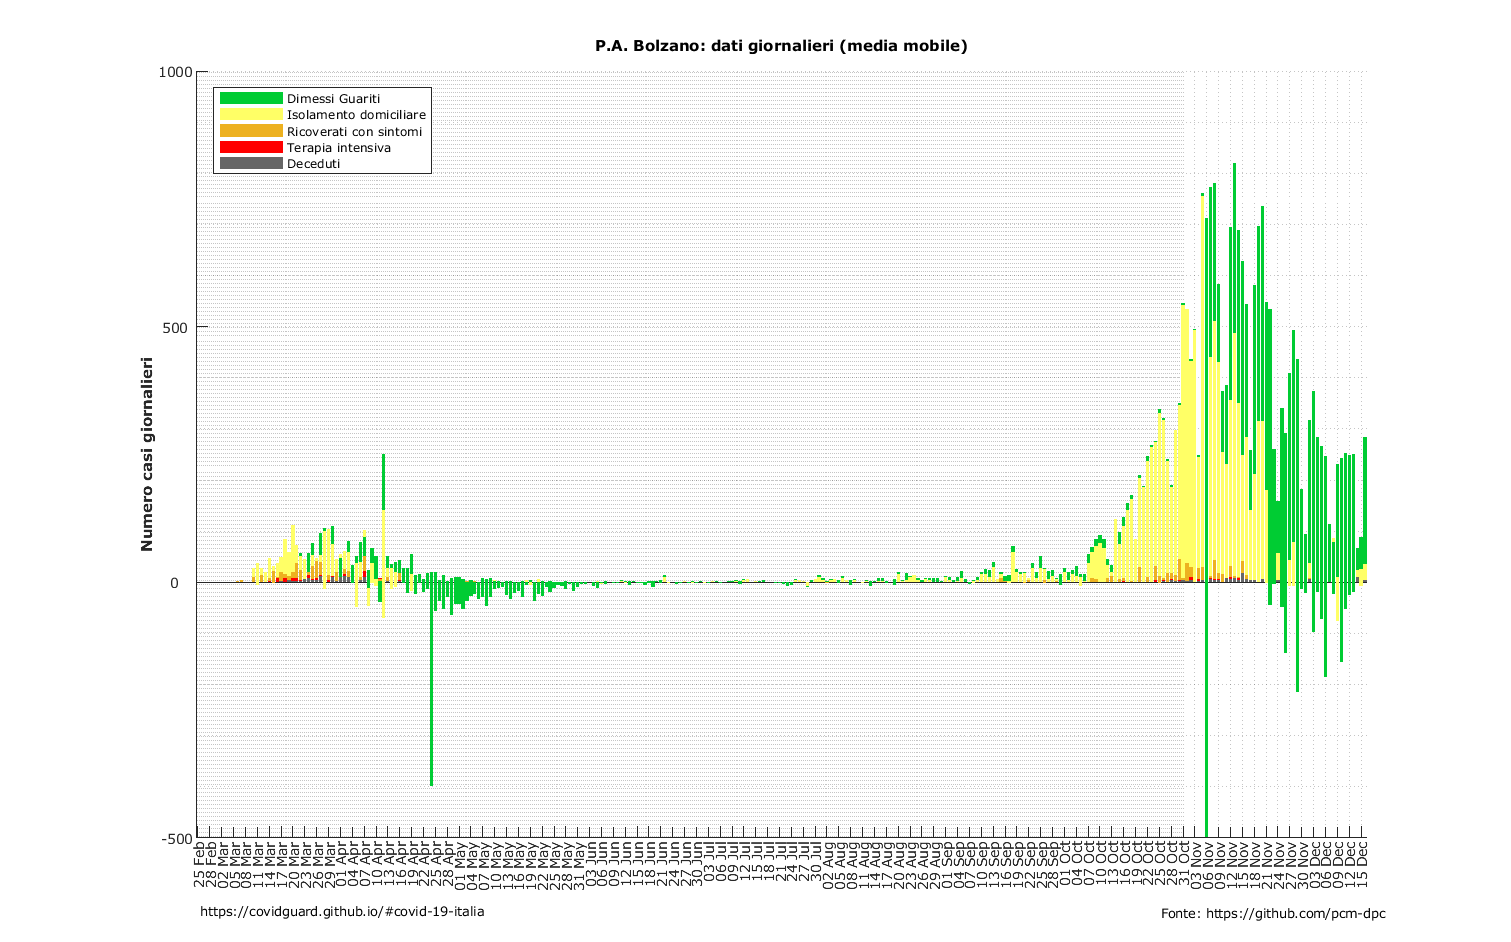 P.A. Bolzano: dati giornalieri (media mobile)
1000
500
0
-500
Numero casi giornalieri
Dimessi Guariti
Isolamento domiciliare
Ricoverati con sintomi
Terapia intensiva
Deceduti
25 Feb
28 Feb
02 Mar
05 Mar
08 Mar
11 Mar
14 Mar
17 Mar
20 Mar
23 Mar
26 Mar
29 Mar
01 Apr
04 Apr
07 Apr
10 Apr
13 Apr
16 Apr
19 Apr
22 Apr
25 Apr
28 Apr
01 May
04 May
07 May
10 May
13 May
16 May
19 May
22 May
25 May
28 May
31 May
03 Jun
06 Jun
09 Jun
12 Jun
15 Jun
18 Jun
21 Jun
24 Jun
27 Jun
30 Jun
03 Jul
06 Jul
09 Jul
12 Jul
15 Jul
18 Jul
21 Jul
24 Jul
27 Jul
30 Jul
02 Aug
05 Aug
08 Aug
11 Aug
14 Aug
17 Aug
20 Aug
23 Aug
26 Aug
29 Aug
01 Sep
04 Sep
07 Sep
10 Sep
13 Sep
16 Sep
19 Sep
22 Sep
25 Sep
28 Sep
01 Oct
04 Oct
07 Oct
10 Oct
13 Oct
16 Oct
19 Oct
22 Oct
25 Oct
28 Oct
31 Oct
03 Nov
06 Nov
09 Nov
12 Nov
15 Nov
18 Nov
21 Nov
24 Nov
27 Nov
30 Nov
03 Dec
06 Dec
09 Dec
12 Dec
15 Dec
https://covidguard.github.io/#covid-19-italia
Fonte: https://github.com/pcm-dpc